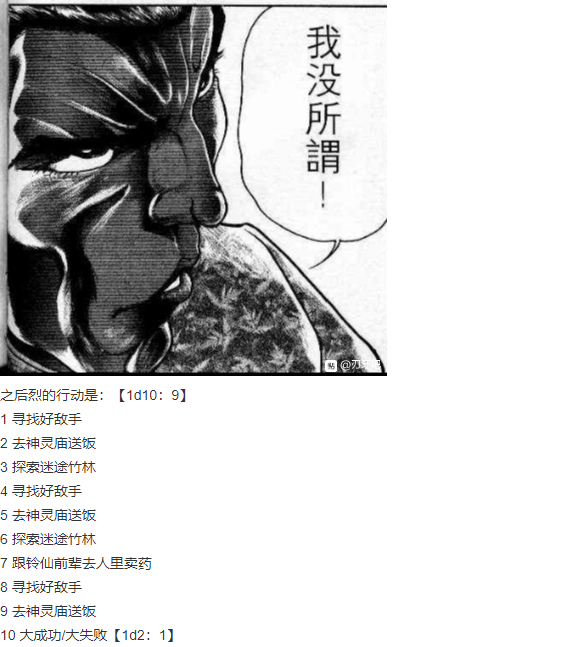 我没所謂！
貼 @刃牙吧
之后烈的行动是：【1d10：9】
1 寻找好敌手
2 去神灵庙送饭
3 探索迷途竹林
4 寻找好敌手
5 去神灵庙送饭
6 探索迷途竹林
7 跟铃仙前辈去人里卖药
8 寻找好敌手
9 去神灵庙送饭
10 大成功/大失败【1d2：1】